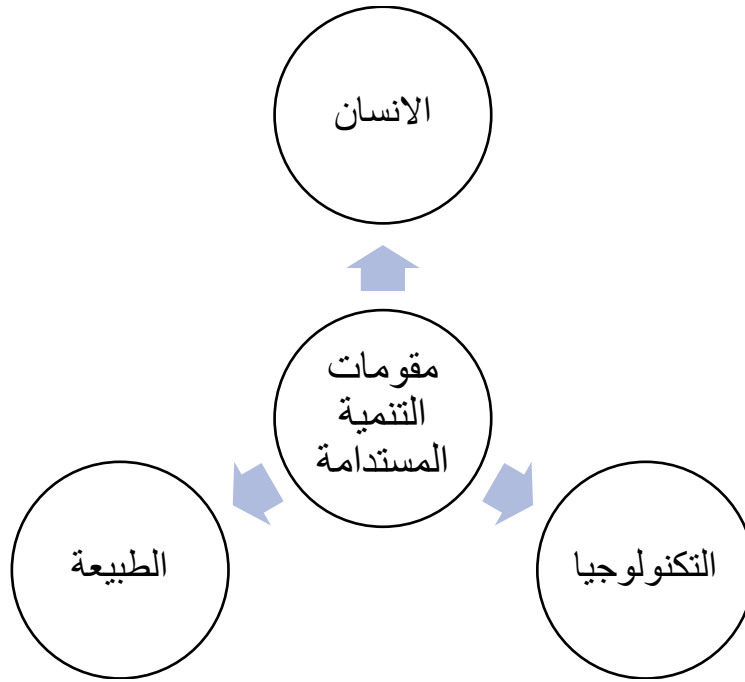 الانسان
مقومات
التنمية
المستدامة
التكنولوجيا
الطبيعة